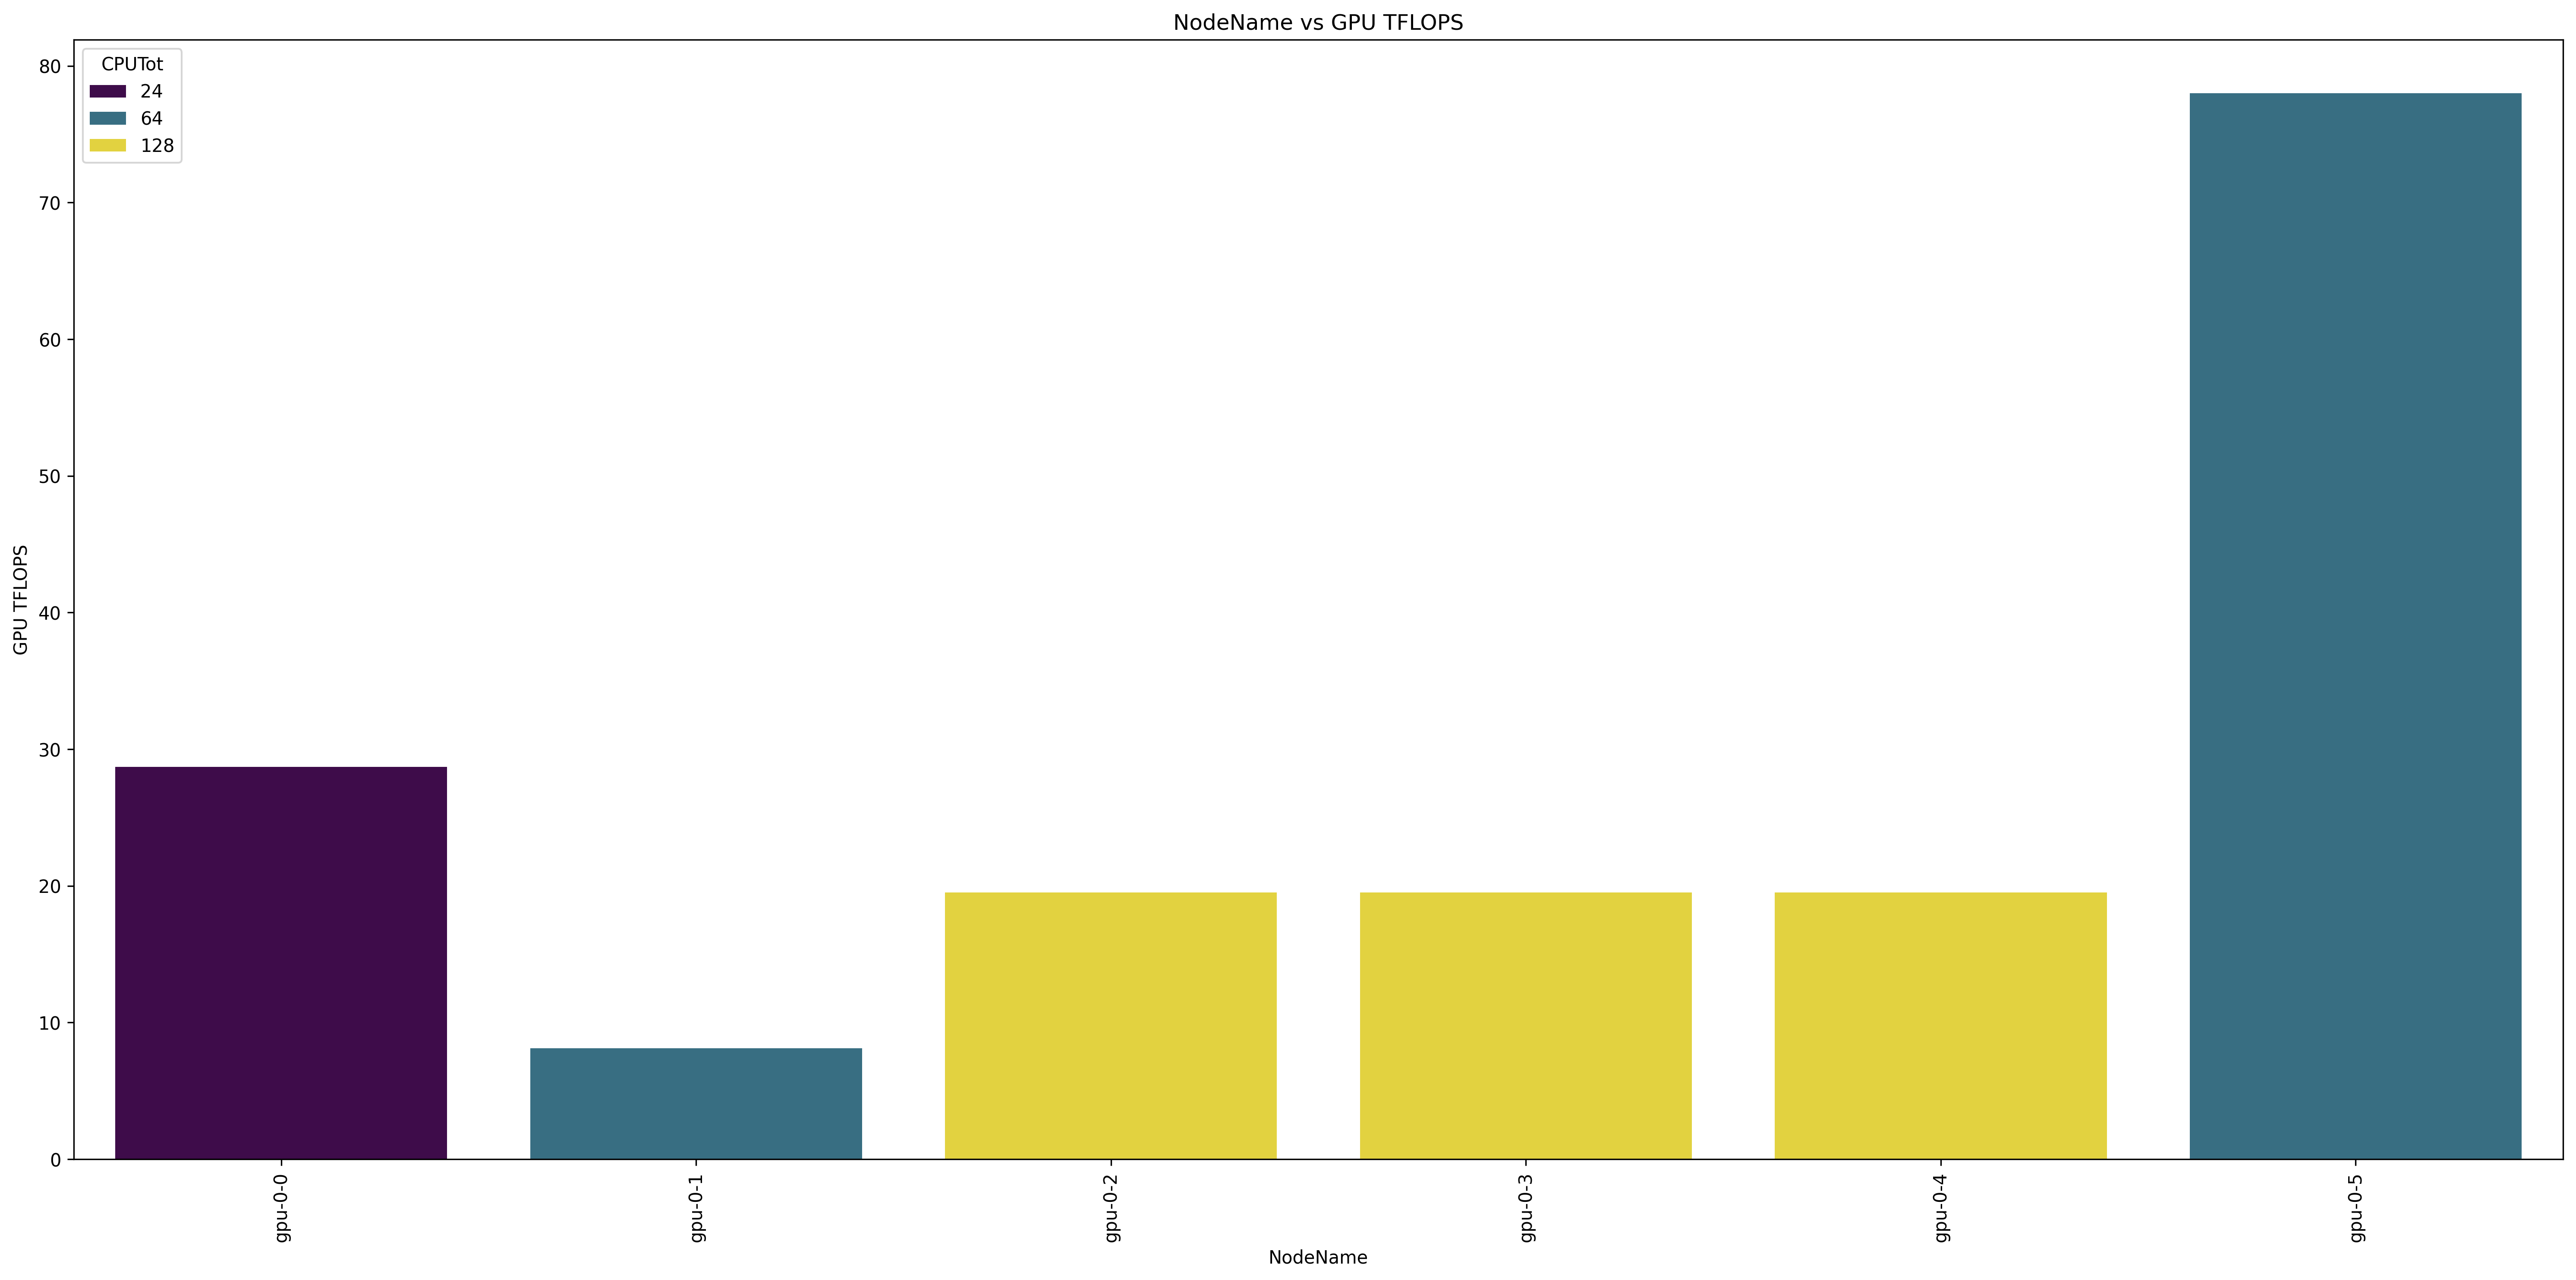 NodeName vs GPU TFLOPS
CPUTot
24
64
128
80
70
60
50
40
30
20
10
0
GPU TFLOPS
gpu-0-0
gpu-0-1
gpu-0-2
gpu-0-3
gpu-0-4
gpu-0-5
NodeName